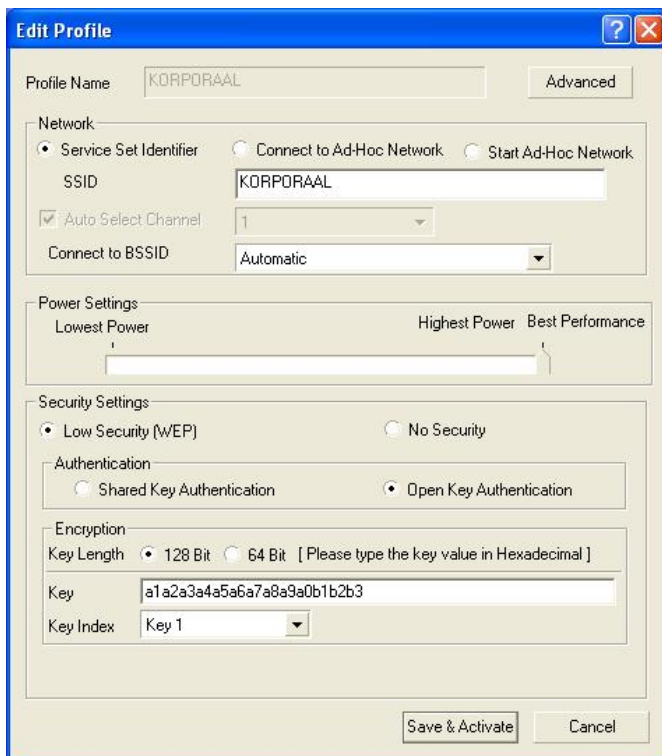 Edit Profile
Profile Name KORPORAAL Advanced
Network
Service Set Identifier Connect to Ad-Hoc Network Start Ad-Hoc Network
SSID KORPORAAL
Auto Select Channel 1
Connect to BSSID Automatic
Power Settings
Lowest Power Highest Power Best Performance
Security Settings
Low Security (WEP) No Security
Authentication
Shared Key Authentication Open Key Authentication
Encryption
Key Length 128 Bit 64 Bit [ Please type the key value in Hexadecimal ]
Key a1a2a3a4a5a6a7a8a9a0b1b2b3
Key Index Key 1
Save & Activate Cancel